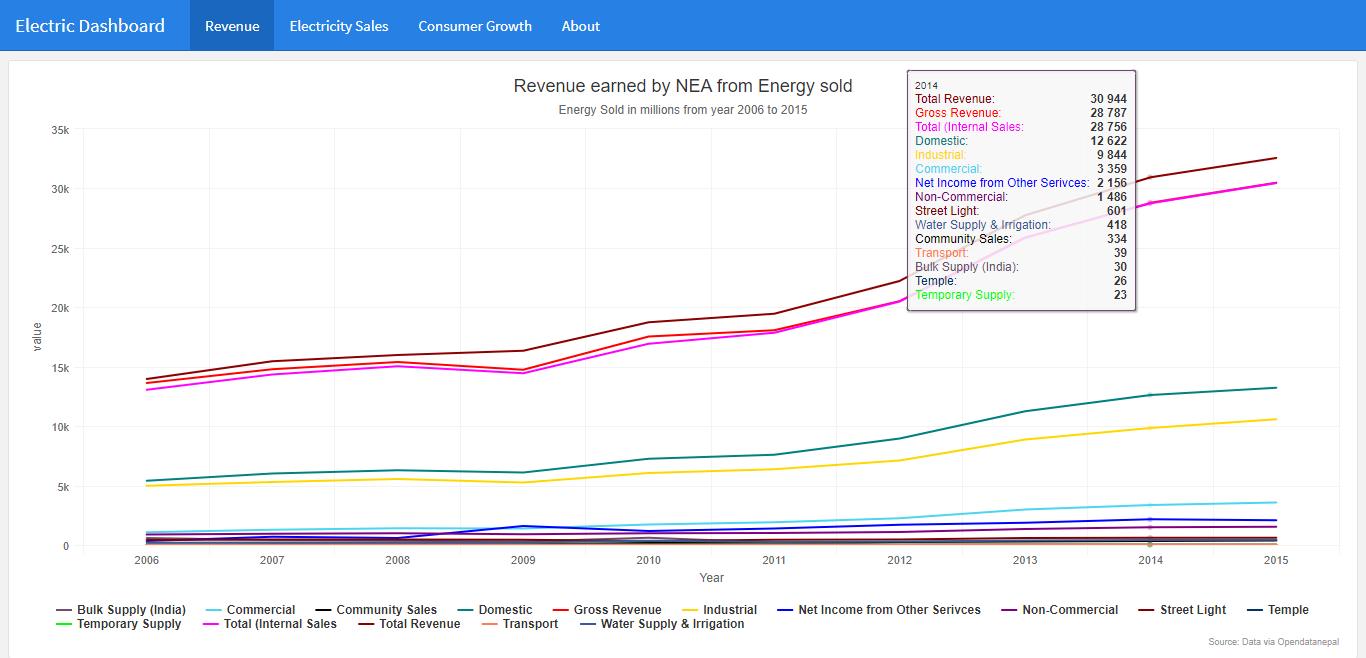 Electric Dashboard Revenue Electricity Sales Consumer Growth About
Revenue earned by NEA from Energy sold
Energy Sold in millions from year 2006 to 2015
2014
Total Revenue: 30 944
Gross Revenue: 28 787
Total (Internal Sales: 28 756
Domestic: 12 622
Industrial: 9 844
Commercial: 3 359
Net Income from Other Serivces: 2 156
Non-Commercial: 1 486
Street Light: 601
Water Supply & Irrigation: 418
Community Sales: 334
Transport: 39
Bulk Supply (India): 30
Temple: 26
Temporary Supply: 23
35k
30k
25k
20k
15k
10k
5k
0
value
2006 2007 2008 2009 2010 2011 2012 2013 2014 2015
Year
Bulk Supply (India) Commercial Community Sales Domestic Gross Revenue Industrial Net Income from Other Serivces Non-Commercial Street Light Temple
Temporary Supply Total (Internal Sales Total Revenue Transport Water Supply & Irrigation
Source: Data via Opendatanepal